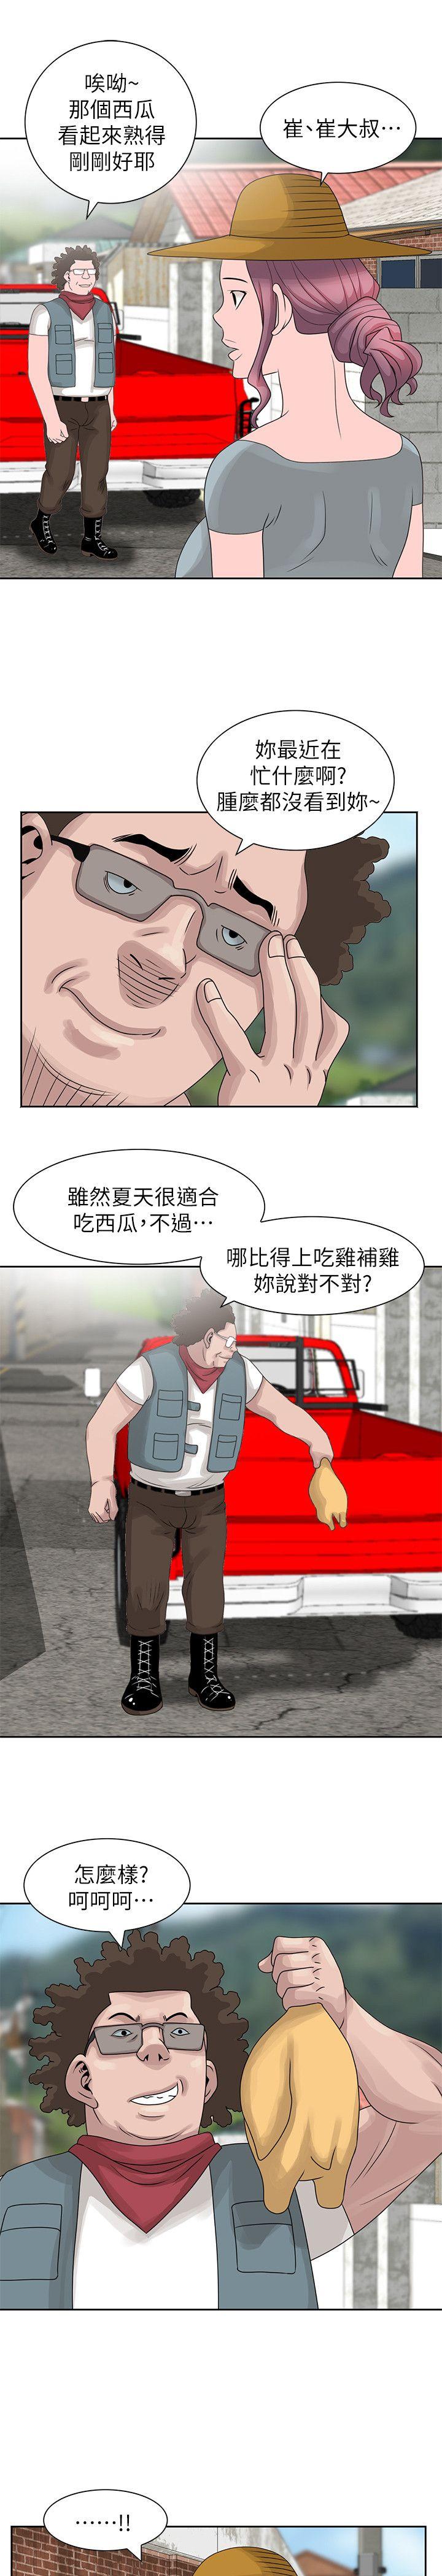 唉呦~
那個西瓜
看起來熟得
剛剛好耶
崔、崔大叔…
妳最近在
忙什麼啊?
腫麼都沒看到妳~
雖然夏天很適合
吃西瓜,不過…
哪比得上吃雞補雞
妳說對不對?
怎麼樣?
呵呵呵…
……!!